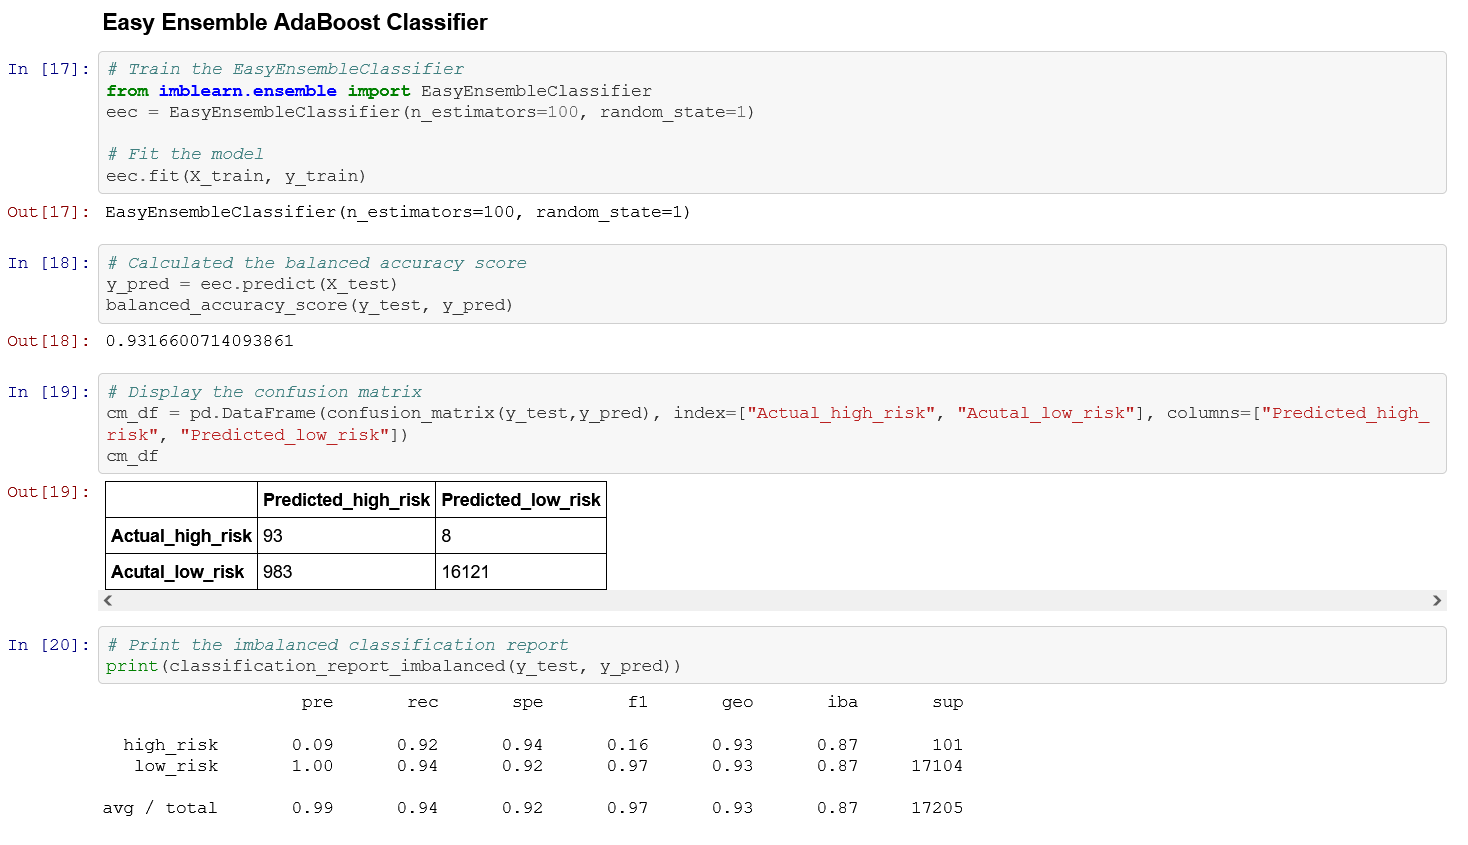 Easy Ensemble AdaBoost Classifier
In [17]: # Train the EasyEnsembleClassifier
from imblearn.ensemble import EasyEnsembleClassifier
eec = EasyEnsembleClassifier(n_estimators=100, random_state=1)
# Fit the model
eec.fit(X_train, y_train)
Out[17]: EasyEnsembleClassifier(n_estimators=100, random_state=1)
In [18]: # Calculated the balanced accuracy score
y_pred = eec.predict(X_test)
balanced_accuracy_score(y_test, y_pred)
Out[18]: 0.9316600714093861
In [19]: # Display the confusion matrix
cm_df = pd.DataFrame(confusion_matrix(y_test,y_pred), index=["Actual_high_risk", "Acutal_low_risk"], columns=["Predicted_high_
risk", "Predicted_low_risk"])
cm_df
Out[19]:
Predicted_high_risk Predicted_low_risk
Actual_high_risk 93 8
Acutal_low_risk 983 16121
In [20]: # Print the imbalanced classification report
print(classification_report_imbalanced(y_test, y_pred))
pre rec spe f1 geo iba sup
high_risk 0.09 0.92 0.94 0.16 0.93 0.87 101
low_risk 1.00 0.94 0.92 0.97 0.93 0.87 17104
avg / total 0.99 0.94 0.92 0.97 0.93 0.87 17205